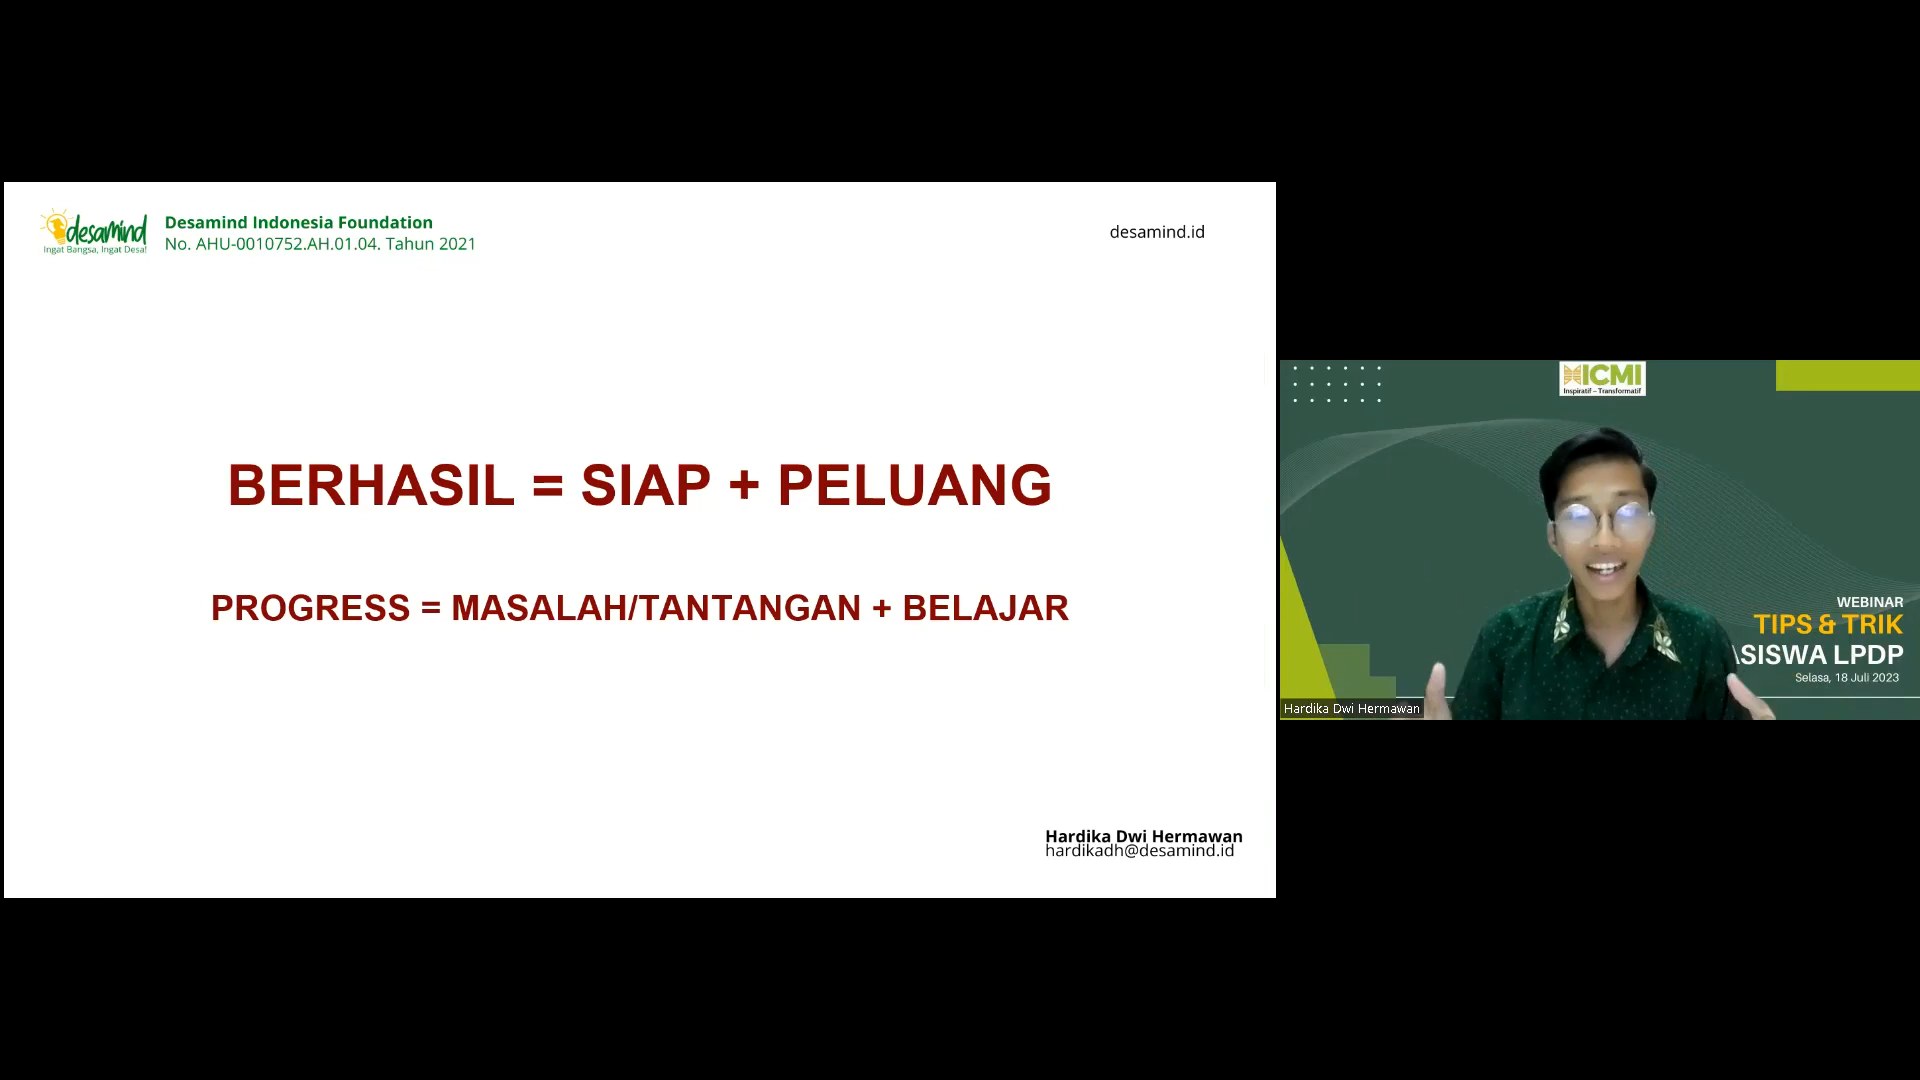 desamind
Ingat Bangsa, Ingat Desa!
Desamind Indonesia Foundation
No. AHU-0010752.AH.01.04. Tahun 2021
desamind.id
BERHASIL = SIAP + PELUANG
PROGRESS = MASALAH/TANTANGAN + BELAJAR
Hardika Dwi Hermawan
hardikadh@desamind.id
ICMI
Inspiratif – Transformatif
WEBINAR
TIPS & TRIK
ASISWA LPDP
Selasa, 18 Juli 2023
Hardika Dwi Hermawan